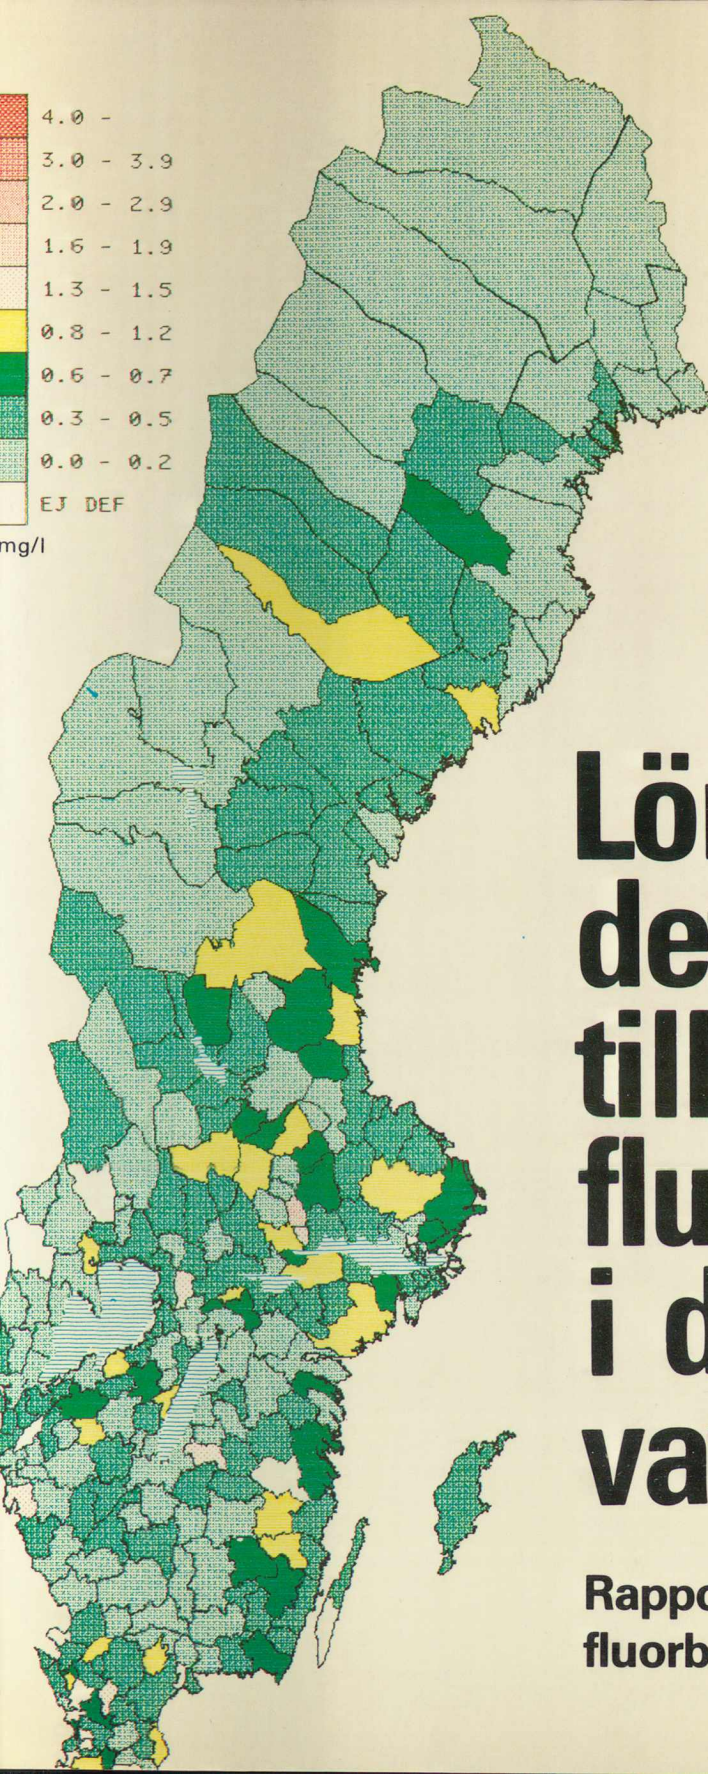 4.0 -
3.0 - 3.9
2.0 - 2.9
1.6 - 1.9
1.3 - 1.5
0.8 - 1.2
0.6 - 0.7
0.3 - 0.5
0.0 - 0.2
EJ DEF
mg/l
Lö
de
till
flu
i d
va
Rappo
fluorb